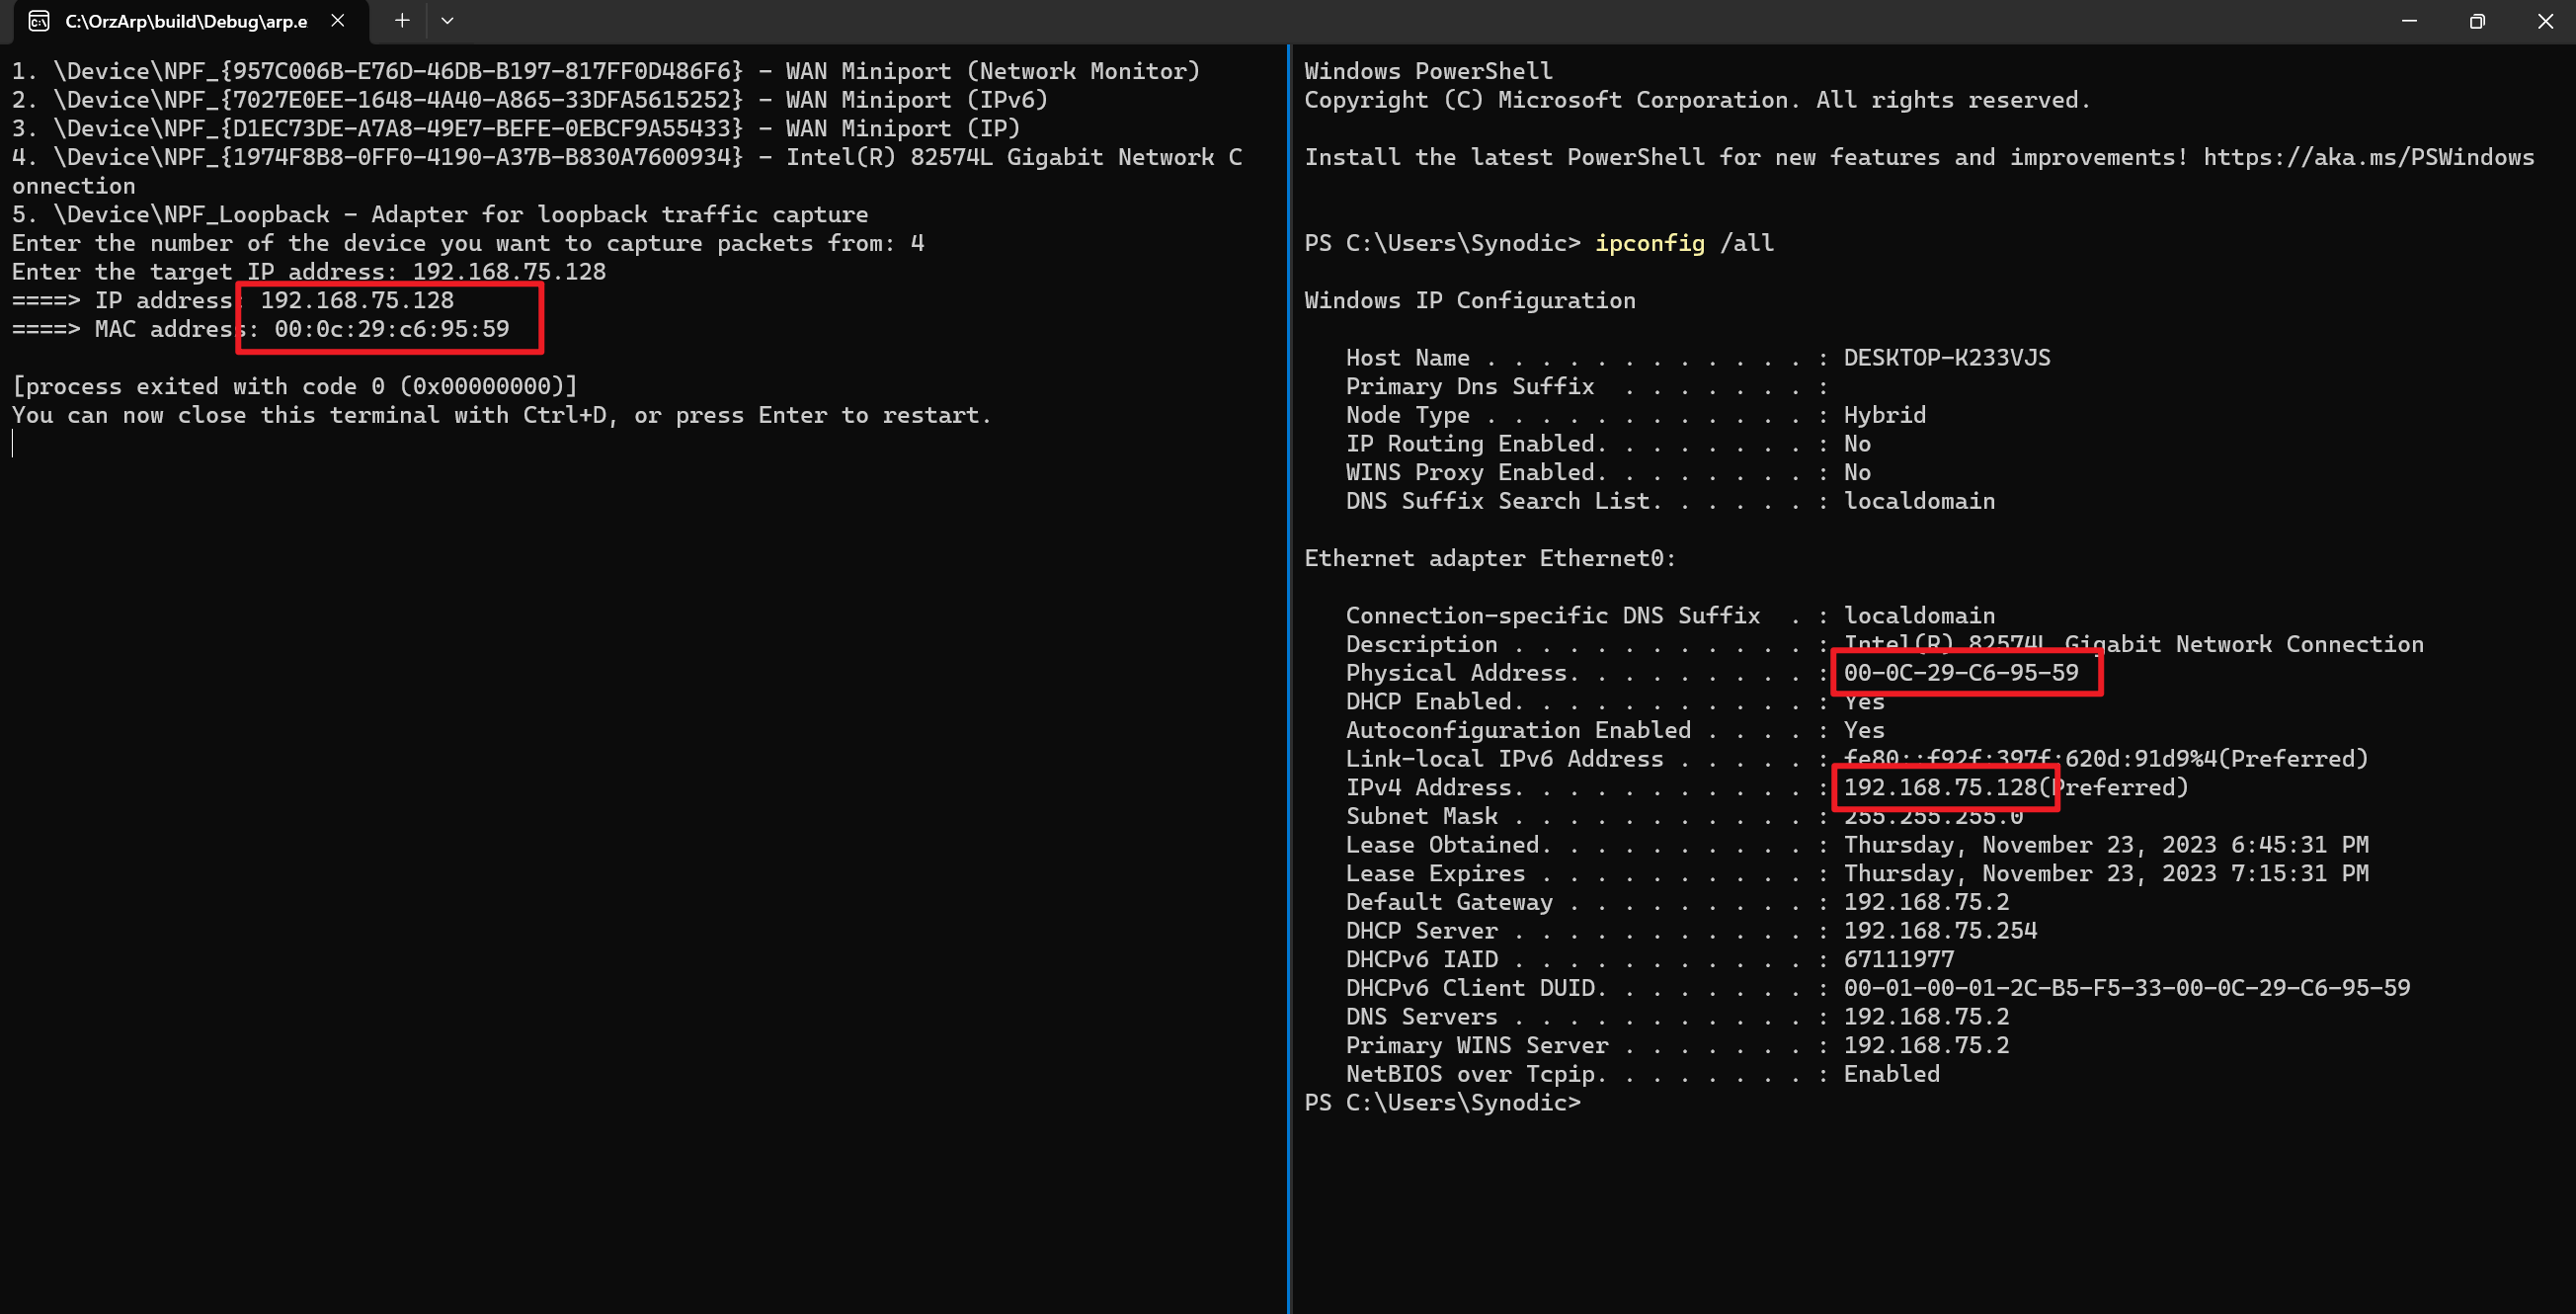 C:\OrzArp\build\Debug\arp.e
1. \Device\NPF_{957C006B-E76D-46DB-B197-817FF0D486F6} - WAN Miniport (Network Monitor)
2. \Device\NPF_{7027E0EE-1648-4A40-A865-33DFA5615252} - WAN Miniport (IPv6)
3. \Device\NPF_{D1EC73DE-A7A8-49E7-BEFE-0EBCF9A55433} - WAN Miniport (IP)
4. \Device\NPF_{1974F8B8-0FF0-4190-A37B-B830A7600934} - Intel(R) 82574L Gigabit Network C
onnection
5. \Device\NPF_Loopback - Adapter for loopback traffic capture
Enter the number of the device you want to capture packets from: 4
Enter the target IP address: 192.168.75.128
====> IP address: 192.168.75.128
====> MAC address: 00:0c:29:c6:95:59
[process exited with code 0 (0x00000000)]
You can now close this terminal with Ctrl+D, or press Enter to restart.
Windows PowerShell
Copyright (C) Microsoft Corporation. All rights reserved.
Install the latest PowerShell for new features and improvements! https://aka.ms/PSWindows
PS C:\Users\Synodic> ipconfig /all
Windows IP Configuration
Host Name . . . . . . . . . . . . : DESKTOP-K233VJS
Primary Dns Suffix  . . . . . . . :
Node Type . . . . . . . . . . . . : Hybrid
IP Routing Enabled. . . . . . . . : No
WINS Proxy Enabled. . . . . . . . : No
DNS Suffix Search List. . . . . . : localdomain
Ethernet adapter Ethernet0:
Connection-specific DNS Suffix  . : localdomain
Description . . . . . . . . . . . : Intel(R) 82574L Gigabit Network Connection
Physical Address. . . . . . . . . : 00-0C-29-C6-95-59
DHCP Enabled. . . . . . . . . . . : Yes
Autoconfiguration Enabled . . . . : Yes
Link-local IPv6 Address . . . . . : fe80::f92f:397f:620d:91d9%4(Preferred)
IPv4 Address. . . . . . . . . . . : 192.168.75.128(Preferred)
Subnet Mask . . . . . . . . . . . : 255.255.255.0
Lease Obtained. . . . . . . . . . : Thursday, November 23, 2023 6:45:31 PM
Lease Expires . . . . . . . . . . : Thursday, November 23, 2023 7:15:31 PM
Default Gateway . . . . . . . . . : 192.168.75.2
DHCP Server . . . . . . . . . . . : 192.168.75.254
DHCPv6 IAID . . . . . . . . . . . : 67111977
DHCPv6 Client DUID. . . . . . . . : 00-01-00-01-2C-B5-F5-33-00-0C-29-C6-95-59
DNS Servers . . . . . . . . . . . : 192.168.75.2
Primary WINS Server . . . . . . . : 192.168.75.2
NetBIOS over Tcpip. . . . . . . . : Enabled
PS C:\Users\Synodic>